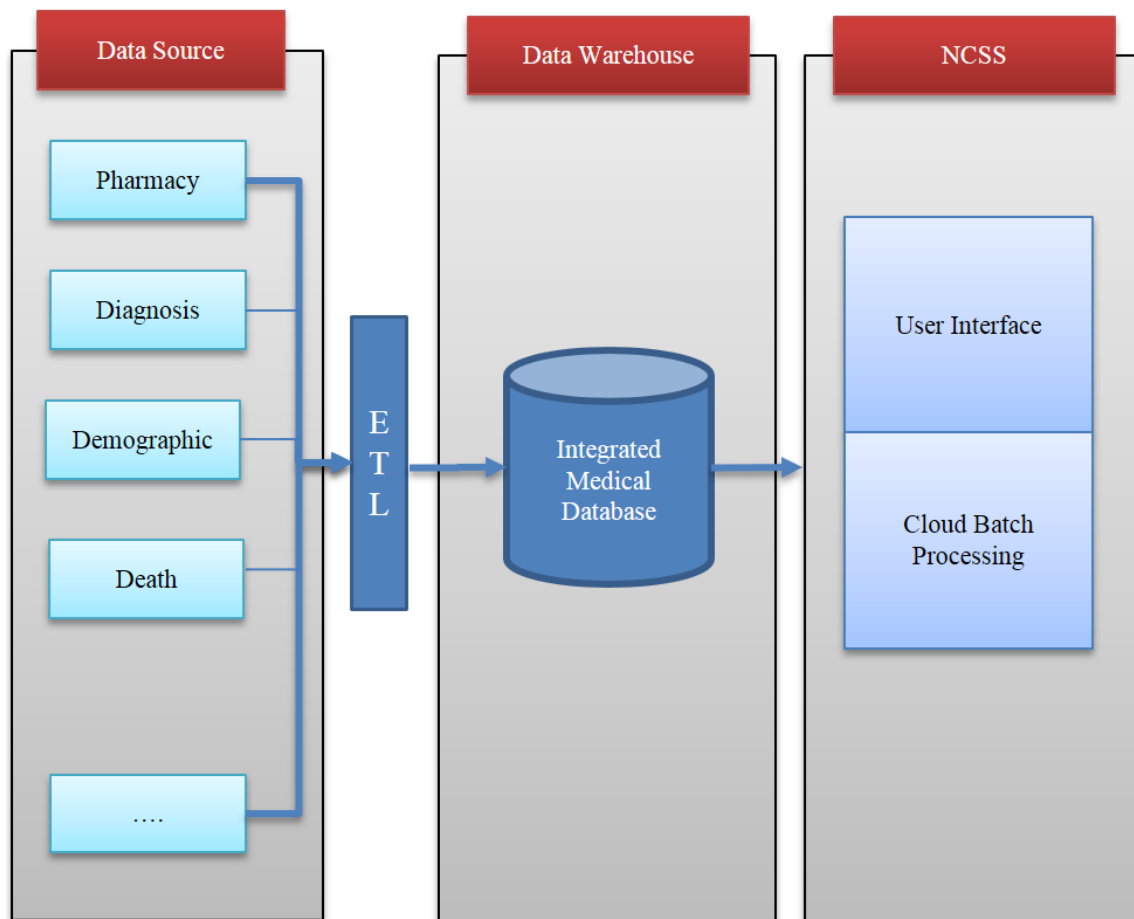 Data Source
Pharmacy
Diagnosis
Demographic
Death
....
E
T
L
Data Warehouse
Integrated
Medical
Database
NCSS
User Interface
Cloud Batch
Processing